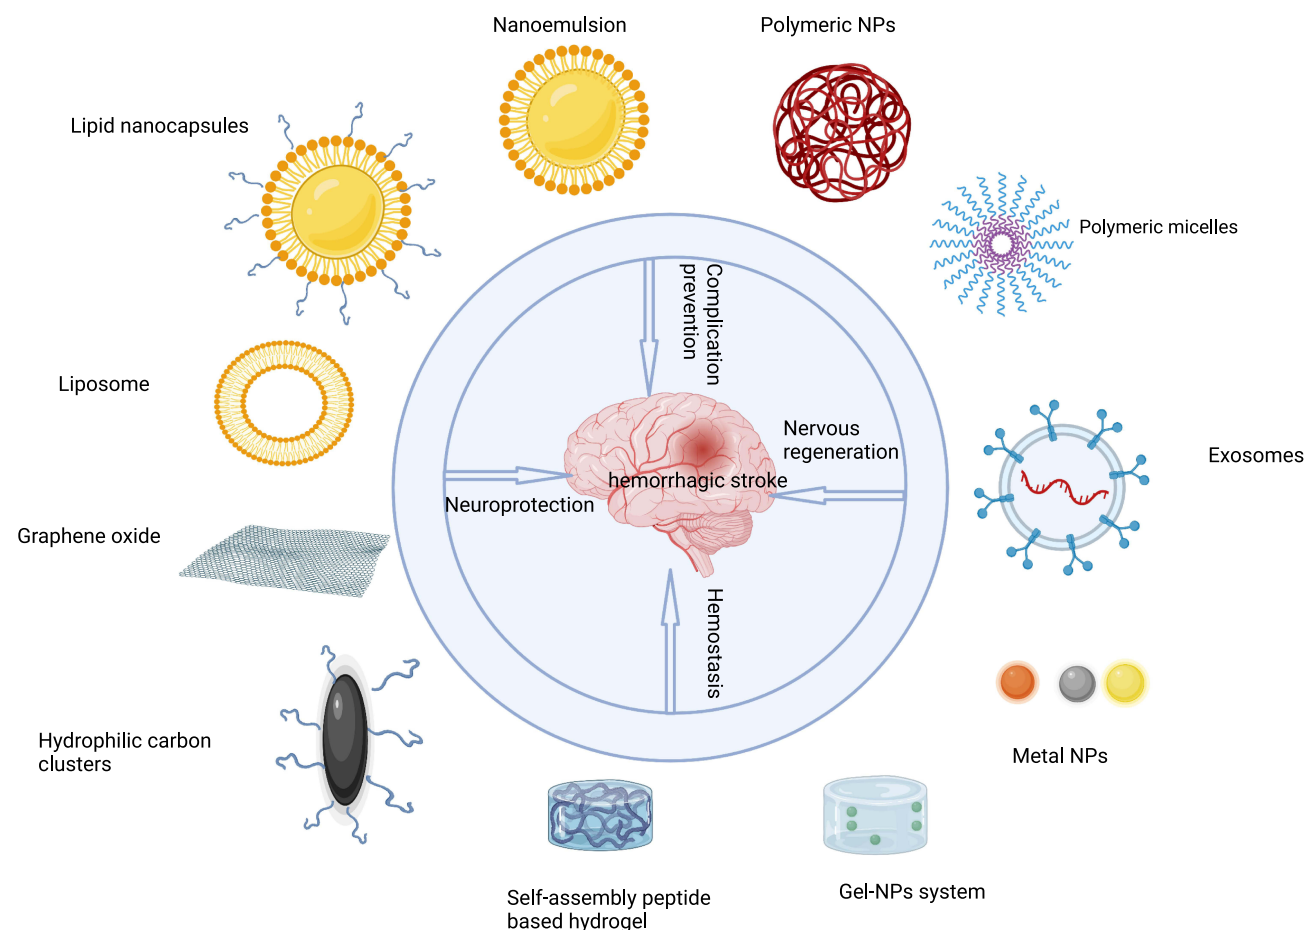 Nanoemulsion
Polymeric NPs
Lipid nanocapsules
Polymeric micelles
Complication
prevention
Liposome
Nervous
regeneration
Exosomes
hemorrhagic stroke
Neuroprotection
Graphene oxide
Hemostasis
Hydrophilic carbon
clusters
Metal NPs
Self-assembly peptide
based hydrogel
Gel-NPs system